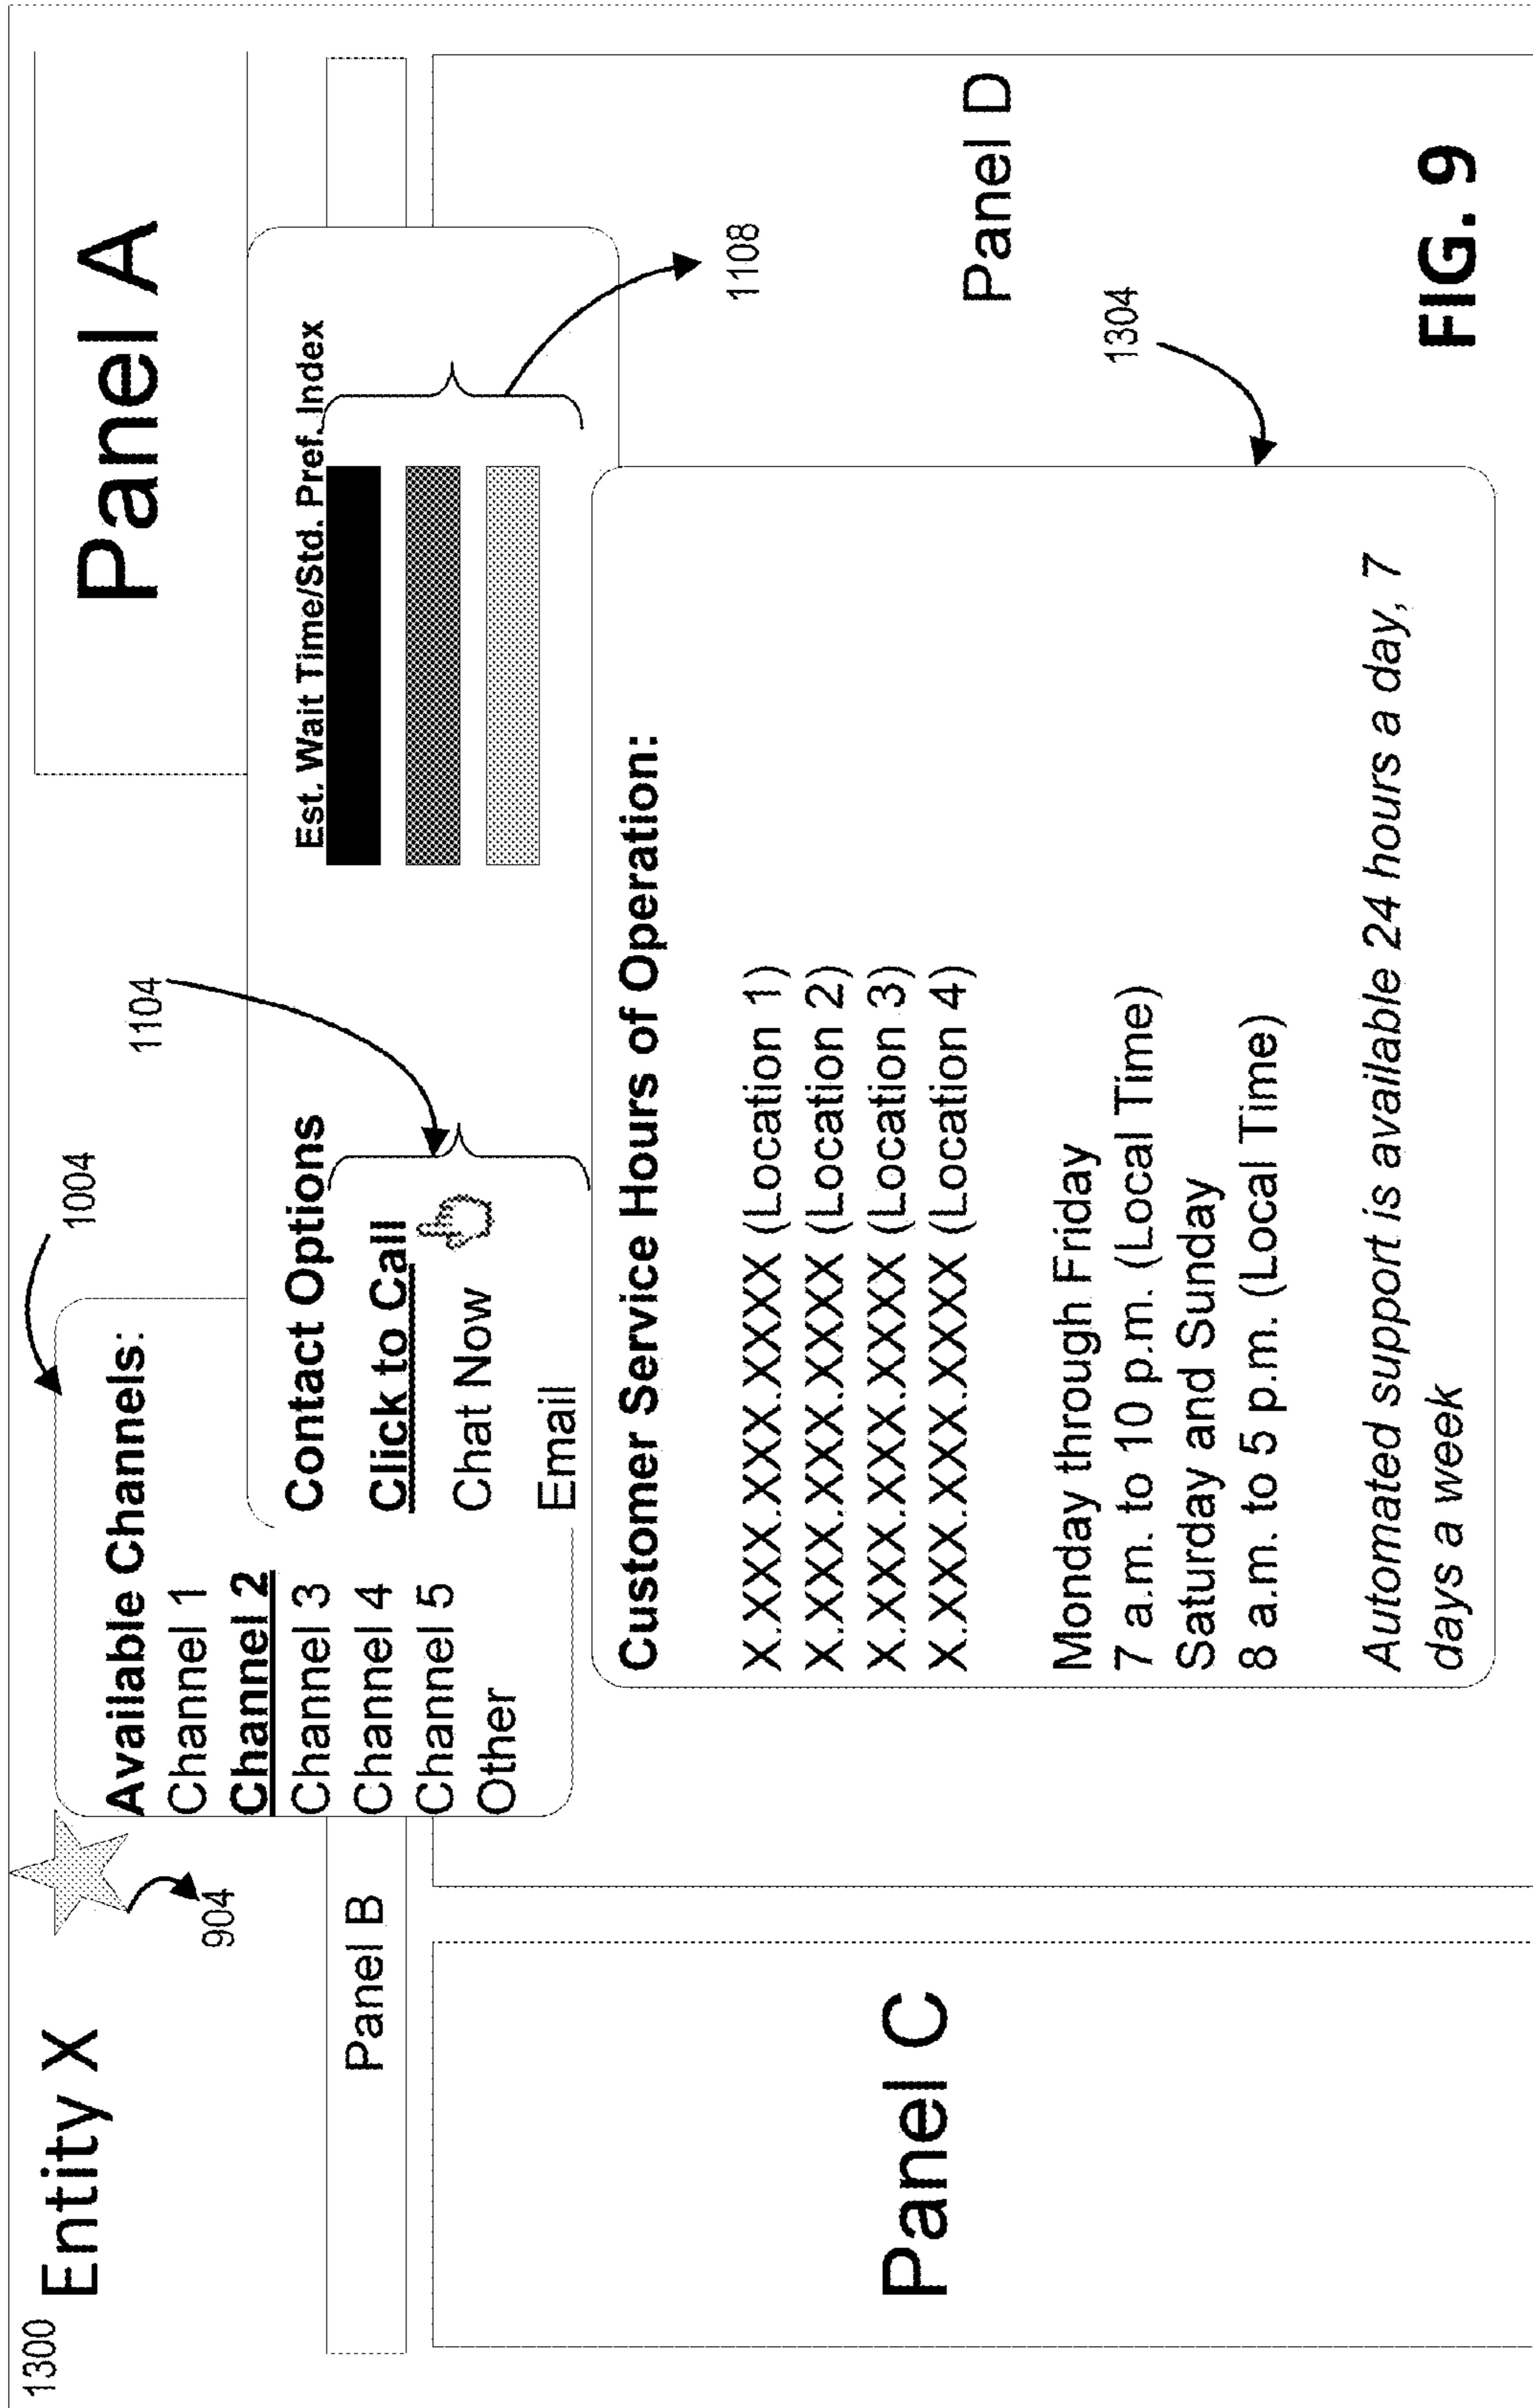 1300
Entity X
904
1004
Available Channels:
Channel 1
Channel 2
Channel 3
Channel 4
Channel 5
Other
1104
Contact Options
Click to Call
Chat Now
Email
Panel A
Est. Wait Time/Std. Pref. Index
1108
Panel B
Panel C
Customer Service Hours of Operation:
X.XXX.XXX.XXXX (Location 1)
X.XXX.XXX.XXXX (Location 2)
X.XXX.XXX.XXXX (Location 3)
X.XXX.XXX.XXXX (Location 4)
Monday through Friday
7 a.m. to 10 p.m. (Local Time)
Saturday and Sunday
8 a.m. to 5 p.m. (Local Time)
Automated support is available 24 hours a day, 7
days a week
Panel D
1304
FIG. 9